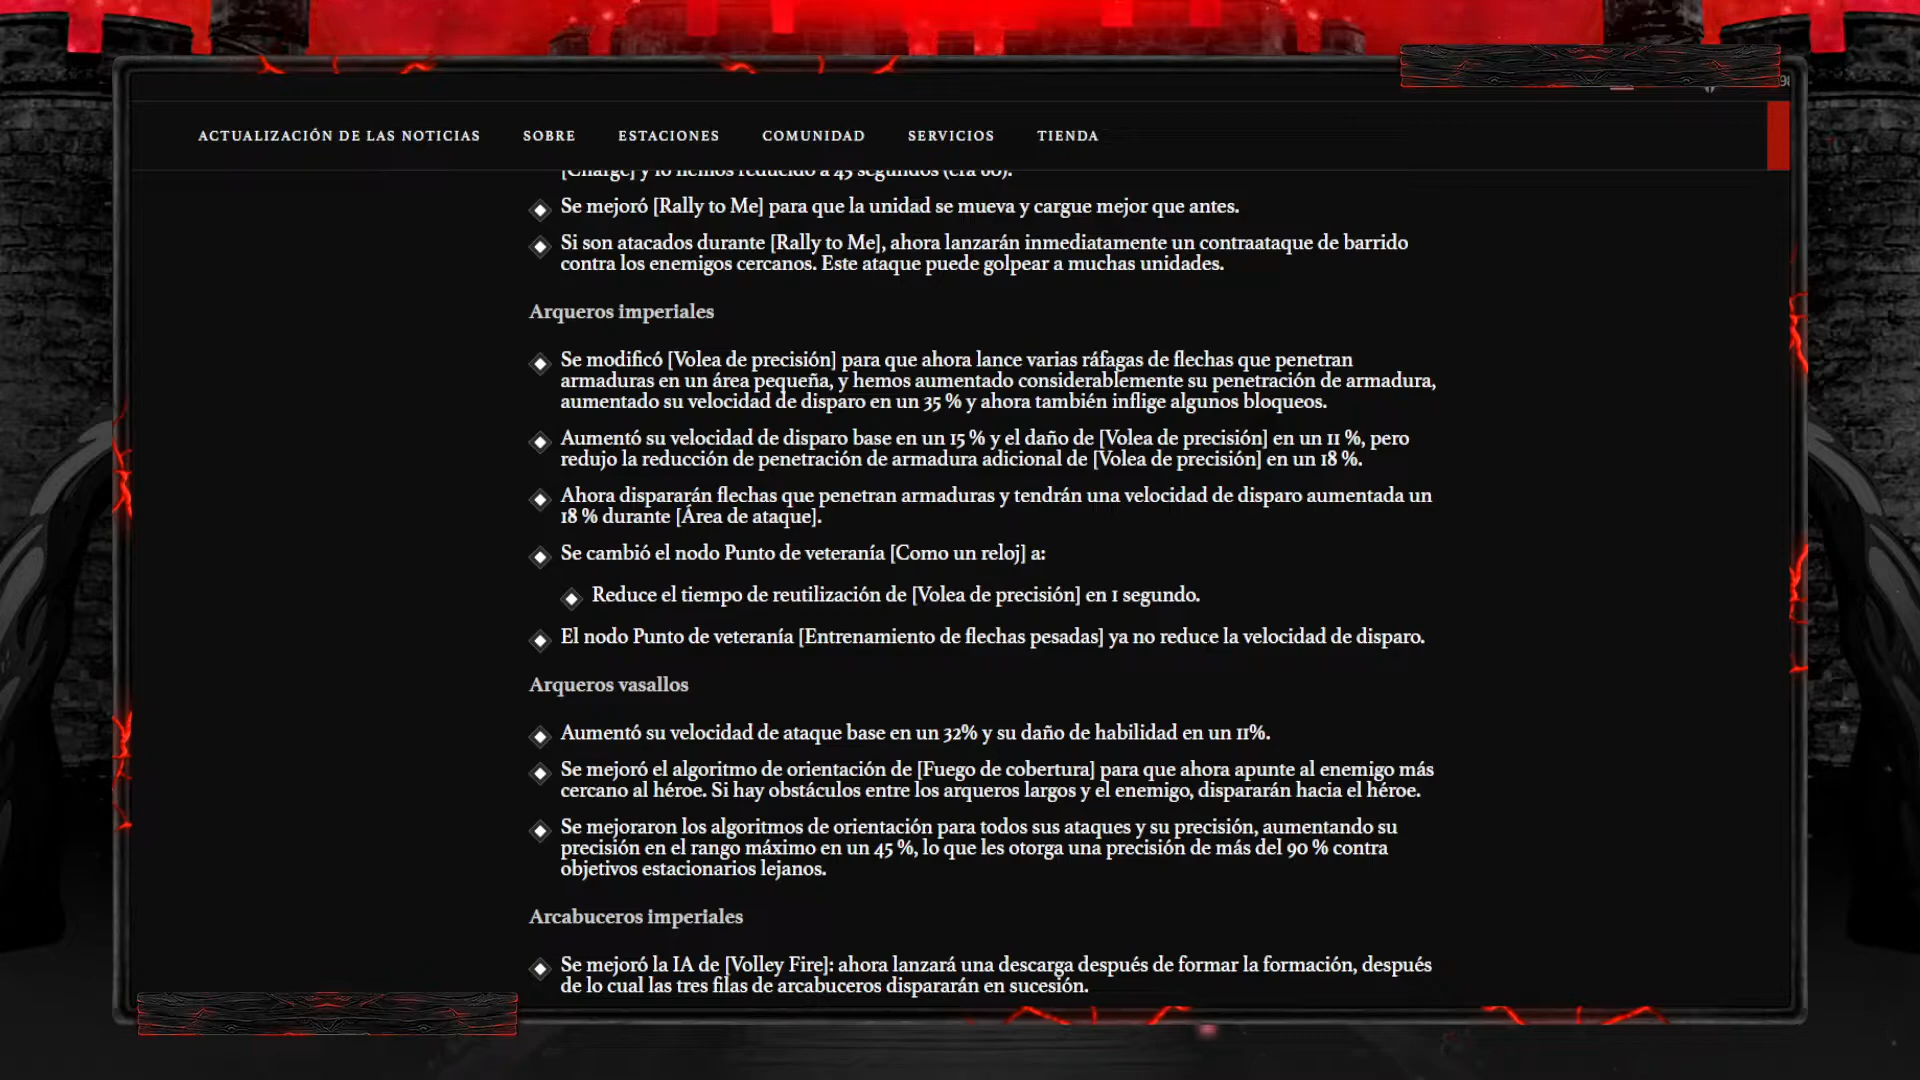 ACTUALIZACIÓN DE LAS NOTICIAS SOBRE ESTACIONES COMUNIDAD SERVICIOS TIENDA
[Charge] y lo hemos reducido a 45 segundos (era 60).
Se mejoró [Rally to Me] para que la unidad se mueva y cargue mejor que antes.
Si son atacados durante [Rally to Me], ahora lanzarán inmediatamente un contraataque de barrido
contra los enemigos cercanos. Este ataque puede golpear a muchas unidades.
Arqueros imperiales
Se modificó [Volea de precisión] para que ahora lance varias ráfagas de flechas que penetran
armaduras en un área pequeña, y hemos aumentado considerablemente su penetración de armadura,
aumentado su velocidad de disparo en un 35 % y ahora también inflige algunos bloqueos.
Aumentó su velocidad de disparo base en un 15 % y el daño de [Volea de precisión] en un 11 %, pero
redujo la reducción de penetración de armadura adicional de [Volea de precisión] en un 18 %.
Ahora dispararán flechas que penetran armaduras y tendrán una velocidad de disparo aumentada un
18 % durante [Área de ataque].
Se cambió el nodo Punto de veteranía [Como un reloj] a:
Reduce el tiempo de reutilización de [Volea de precisión] en 1 segundo.
El nodo Punto de veteranía [Entrenamiento de flechas pesadas] ya no reduce la velocidad de disparo.
Arqueros vasallos
Aumentó su velocidad de ataque base en un 32% y su daño de habilidad en un 11%.
Se mejoró el algoritmo de orientación de [Fuego de cobertura] para que ahora apunte al enemigo más
cercano al héroe. Si hay obstáculos entre los arqueros largos y el enemigo, dispararán hacia el héroe.
Se mejoraron los algoritmos de orientación para todos sus ataques y su precisión, aumentando su
precisión en el rango máximo en un 45 %, lo que les otorga una precisión de más del 90 % contra
objetivos estacionarios lejanos.
Arcabuceros imperiales
Se mejoró la IA de [Volley Fire]: ahora lanzará una descarga después de formar la formación, después
de lo cual las tres filas de arcabuceros dispararán en sucesión.